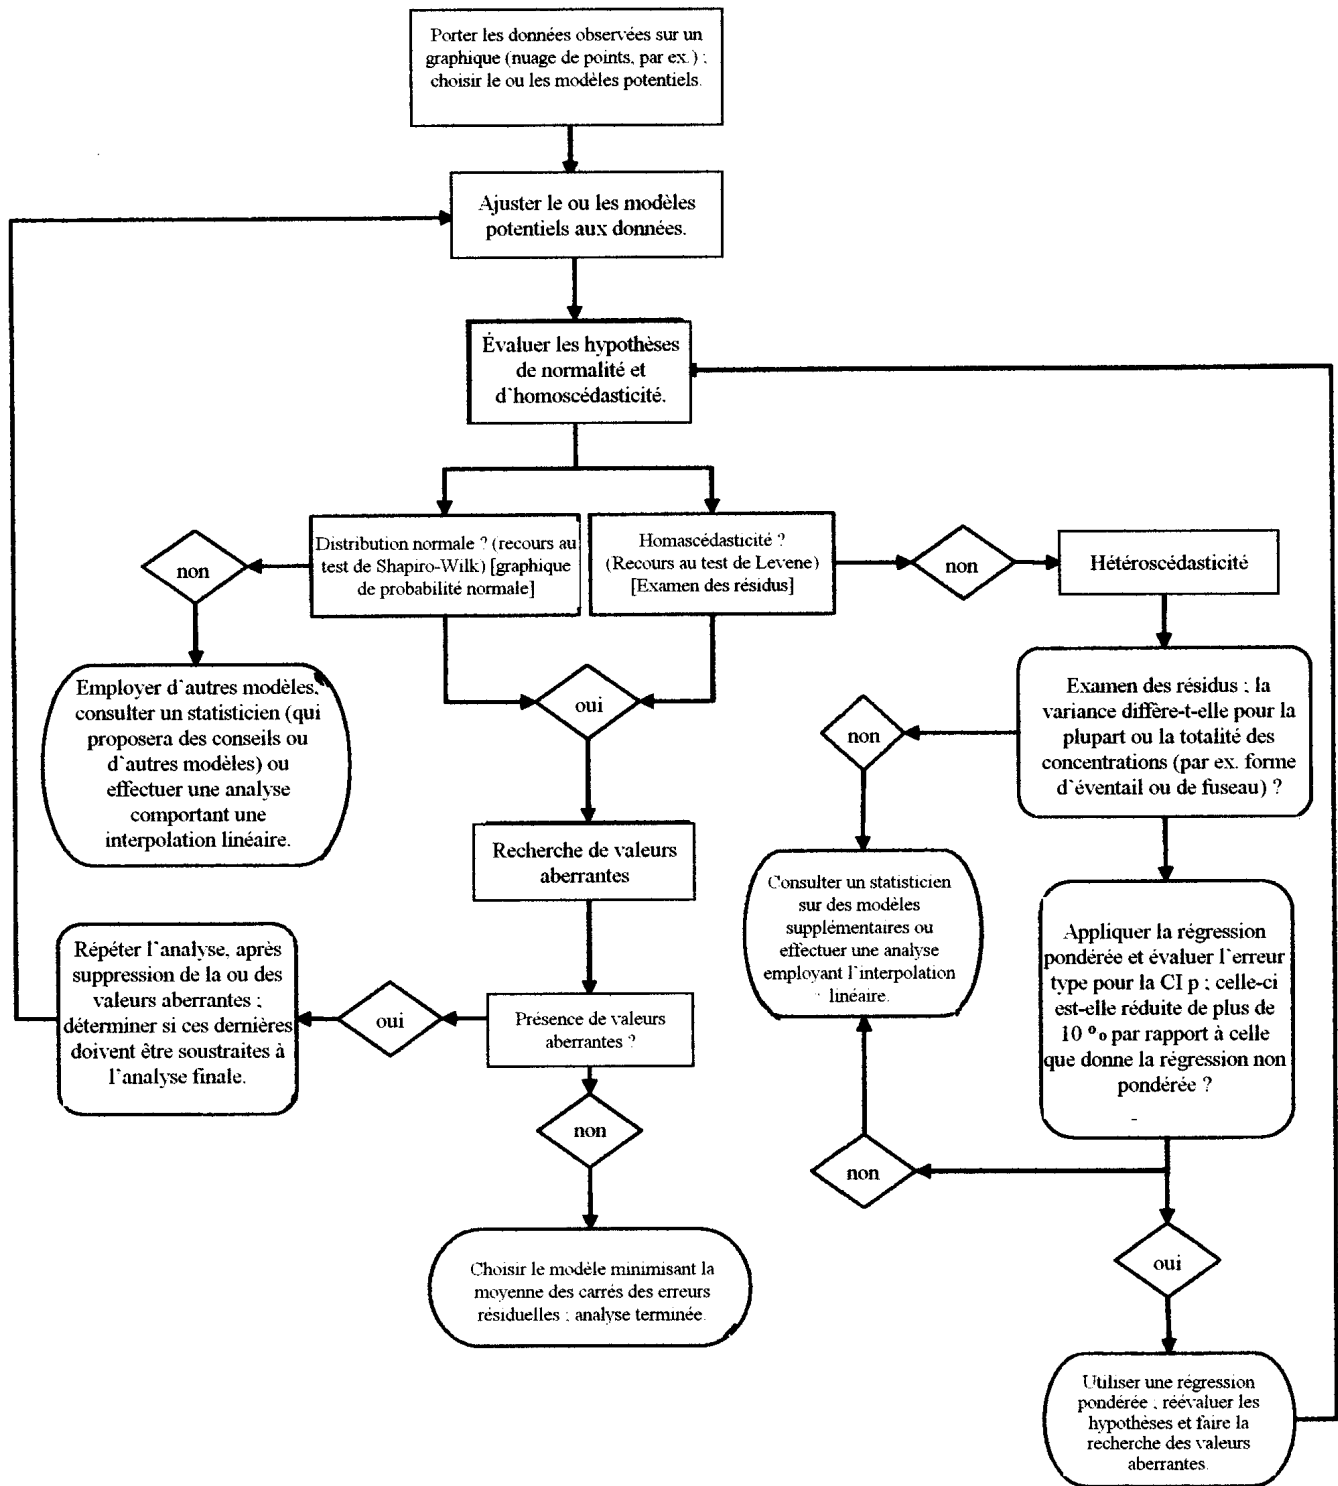 Porter les données observées sur un
graphique (nuage de points, par ex.) ;
choisir le ou les modèles potentiels.
Ajuster le ou les modèles
potentiels aux données.
Évaluer les hypothèses
de normalité et
d'homoscédasticité.
Distribution normale ? (recours au
test de Shapiro-Wilk) [graphique
de probabilité normale]
Homascédasticité ?
(Recours au test de Levene)
[Examen des résidus]
non
non
Hétéroscédasticité
Employer d'autres modèles,
consulter un statisticien (qui
proposera des conseils ou
d'autres modèles) ou
effectuer une analyse
comportant une
interpolation linéaire.
oui
Examen des résidus ; la
variance diffère-t-elle pour la
plupart ou la totalité des
concentrations (par ex. forme
d'éventail ou de fuseau) ?
non
Recherche de valeurs
aberrantes
Consulter un statisticien
sur des modèles
supplémentaires ou
effectuer une analyse
employant l'interpolation
linéaire.
Appliquer la régression
pondérée et évaluer l'erreur
type pour la CI p ; celle-ci
est-elle réduite de plus de
10 % par rapport à celle
que donne la régression non
pondérée ?
Répéter l'analyse, après
suppression de la ou des
valeurs aberrantes ;
déterminer si ces dernières
doivent être soustraites à
l'analyse finale.
oui
Présence de valeurs
aberrantes ?
non
non
oui
Choisir le modèle minimisant la
moyenne des carrés des erreurs
résiduelles ; analyse terminée.
Utiliser une régression
pondérée ; réévaluer les
hypothèses et faire la
recherche des valeurs
aberrantes.